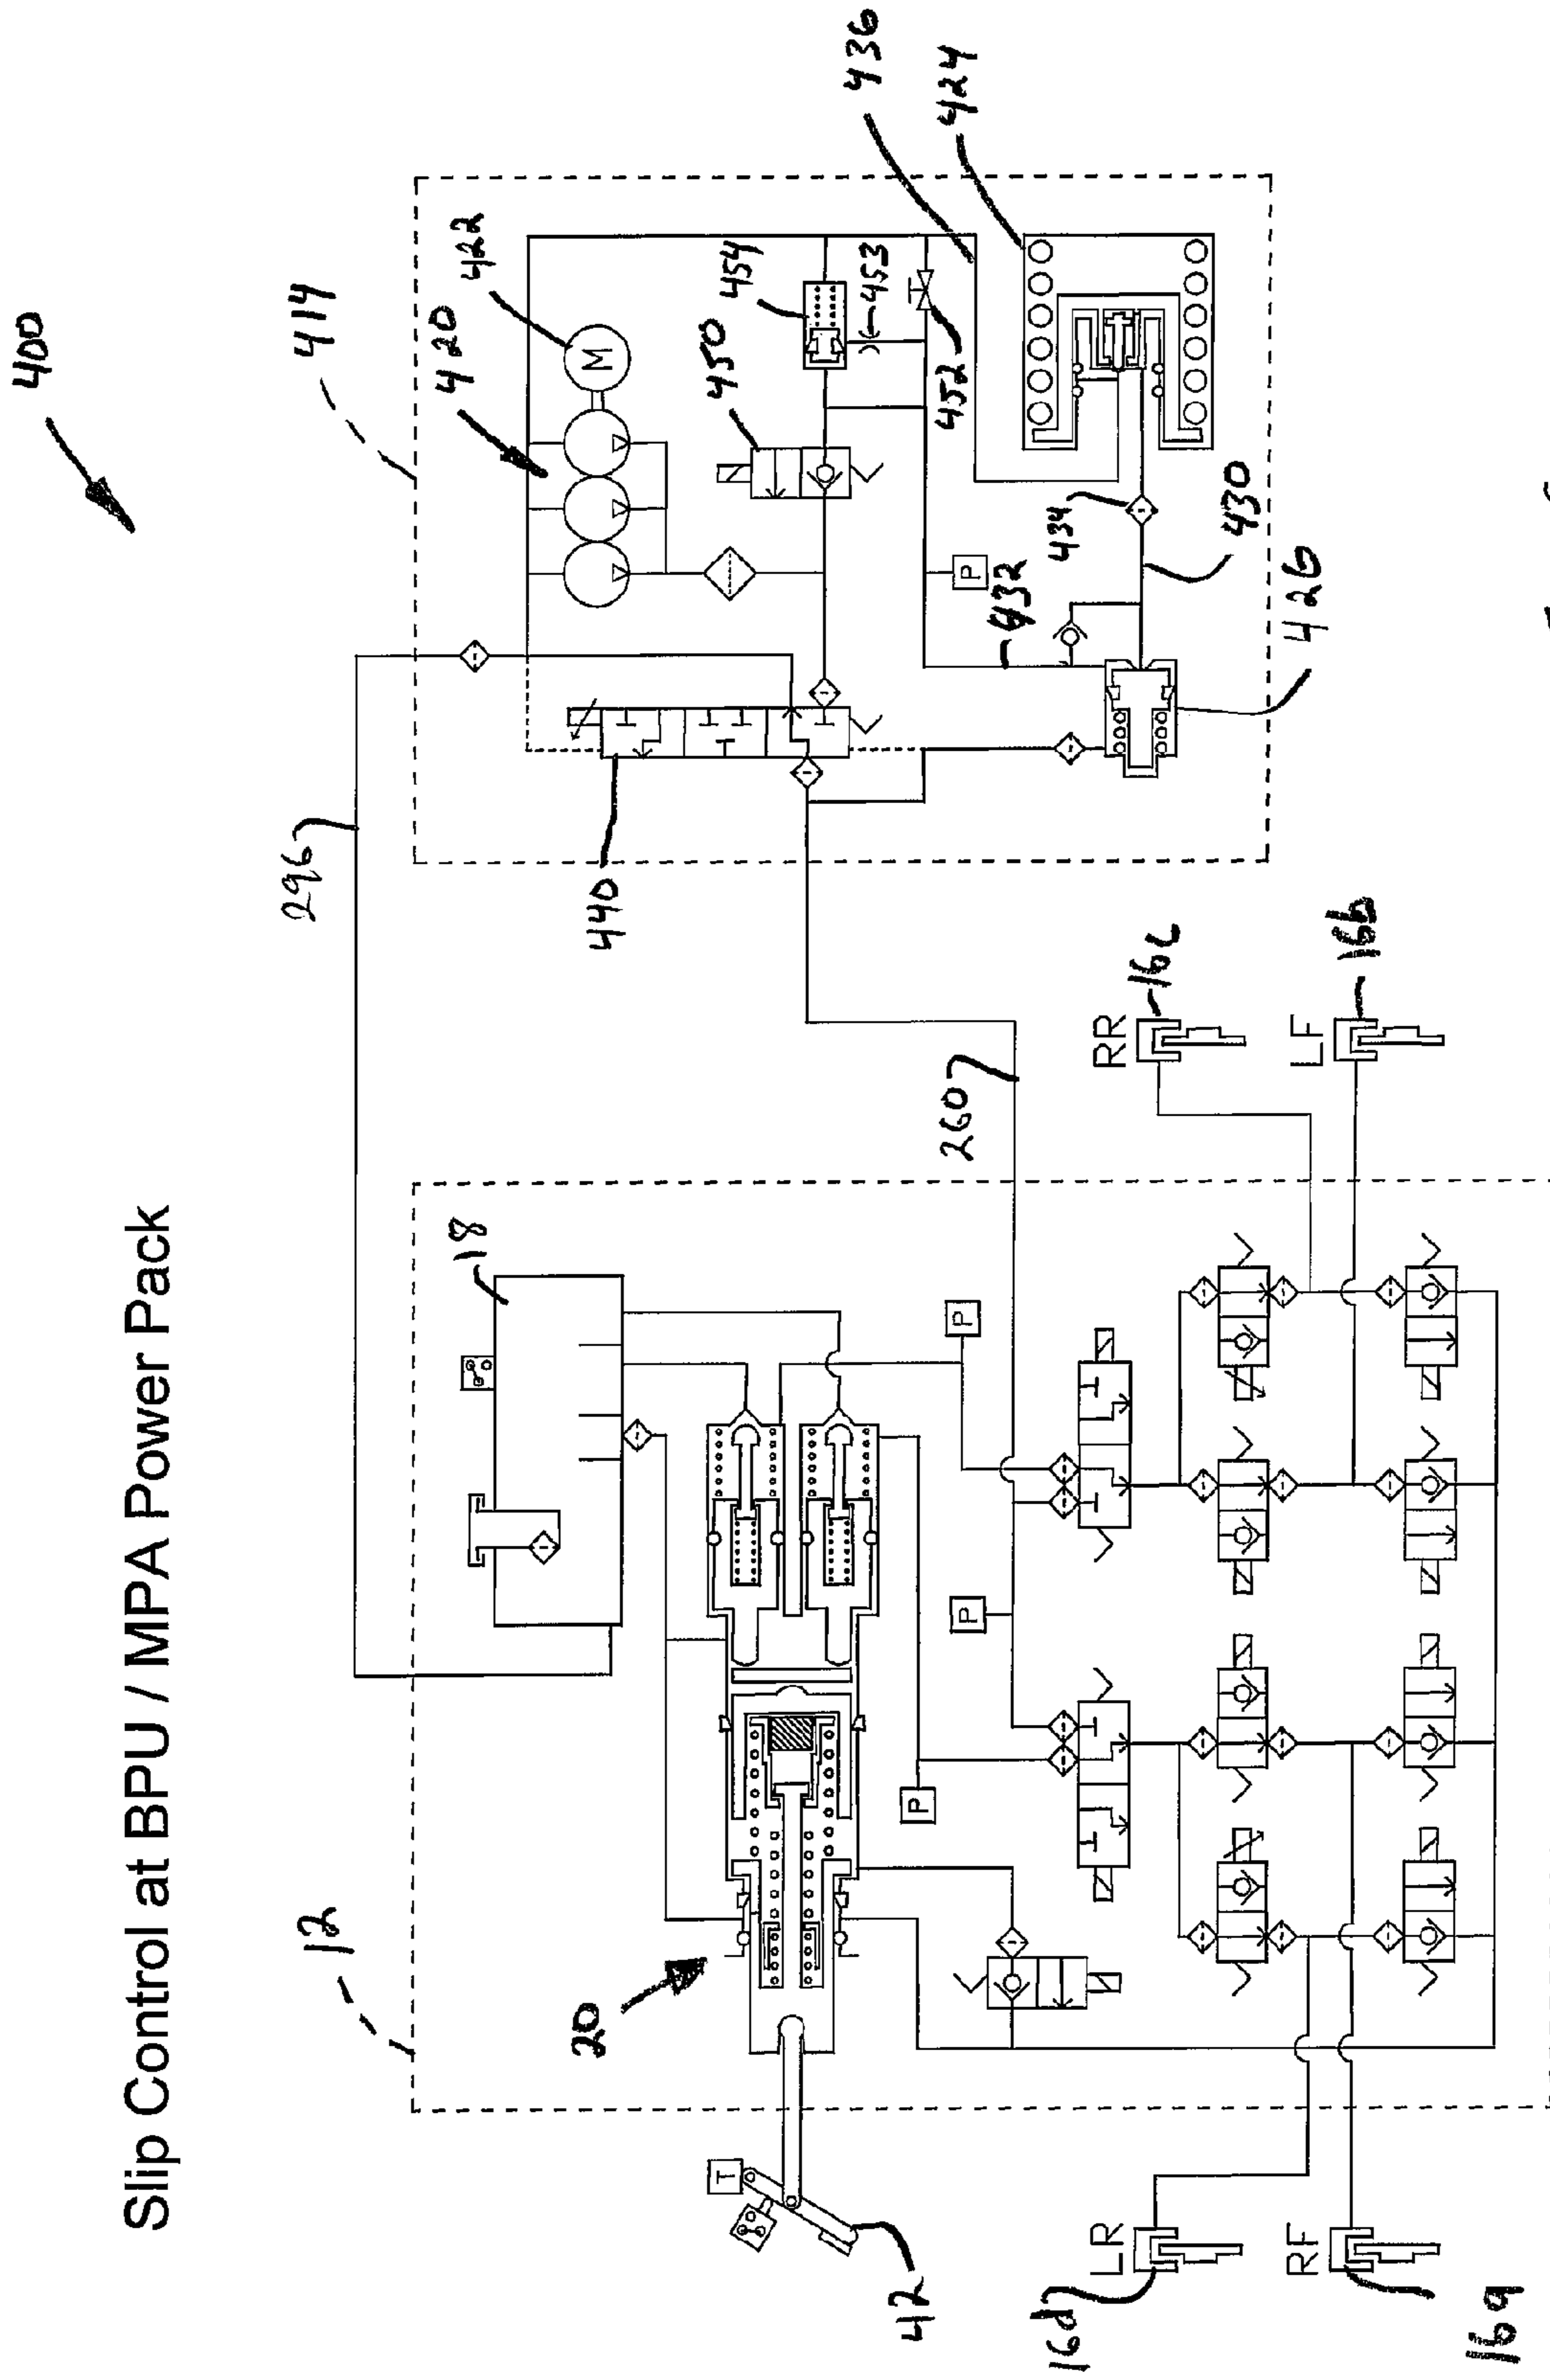 Slip Control at BPU / MPA Power Pack
400
12
414
296
18
420
422
M
440
450
454
453
452
436
424
432
434
430
426
P
20
260
P
P
P
42
T
LR
16d
RF
16a
RR
16c
LF
16b